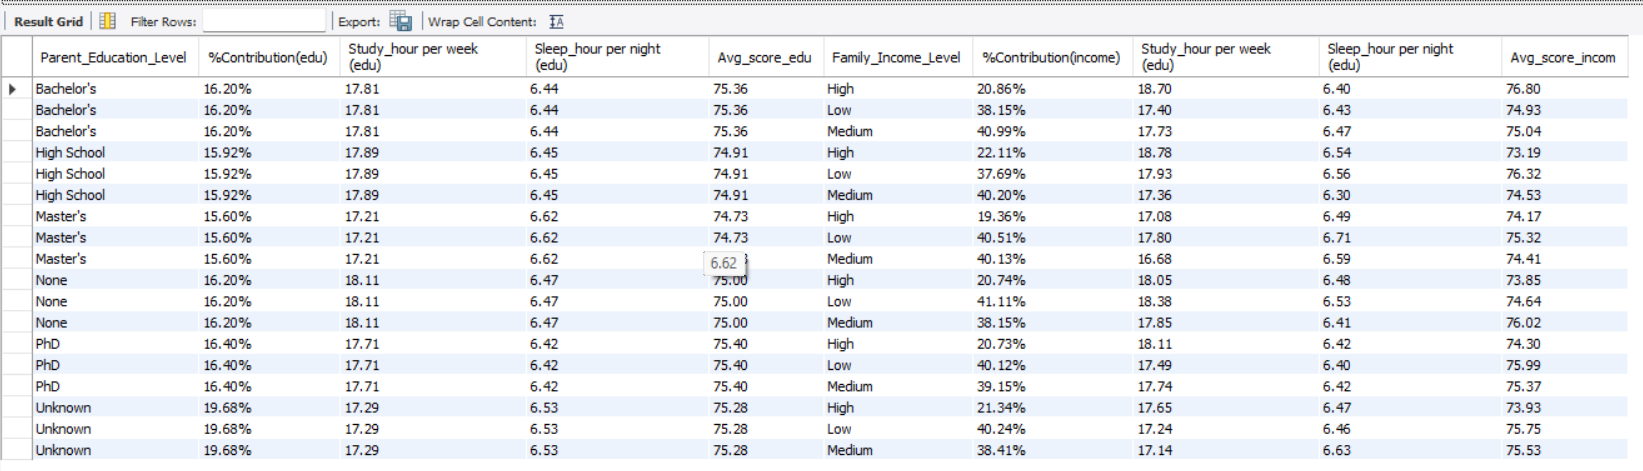 Result Grid Filter Rows: Export: Wrap Cell Content:
Parent_Education_Level %Contribution(edu) Study_hour per week (edu) Sleep_hour per night (edu) Avg_score_edu Family_Income_Level %Contribution(income) Study_hour per week (edu) Sleep_hour per night (edu) Avg_score_incom
Bachelor's 16.20% 17.81 6.44 75.36 High 20.86% 18.70 6.40 76.80
Bachelor's 16.20% 17.81 6.44 75.36 Low 38.15% 17.40 6.43 74.93
Bachelor's 16.20% 17.81 6.44 75.36 Medium 40.99% 17.73 6.47 75.04
High School 15.92% 17.89 6.45 74.91 High 22.11% 18.78 6.54 73.19
High School 15.92% 17.89 6.45 74.91 Low 37.69% 17.93 6.56 76.32
High School 15.92% 17.89 6.45 74.91 Medium 40.20% 17.36 6.30 74.53
Master's 15.60% 17.21 6.62 74.73 High 19.36% 17.08 6.49 74.17
Master's 15.60% 17.21 6.62 74.73 Low 40.51% 17.80 6.71 75.32
Master's 15.60% 17.21 6.62 Medium 40.13% 16.68 6.59 74.41
6.62
None 16.20% 18.11 6.47 75.00 High 20.74% 18.05 6.48 73.85
None 16.20% 18.11 6.47 75.00 Low 41.11% 18.38 6.53 74.64
None 16.20% 18.11 6.47 75.00 Medium 38.15% 17.85 6.41 76.02
PhD 16.40% 17.71 6.42 75.40 High 20.73% 18.11 6.42 74.30
PhD 16.40% 17.71 6.42 75.40 Low 40.12% 17.49 6.40 75.99
PhD 16.40% 17.71 6.42 75.40 Medium 39.15% 17.74 6.42 75.37
Unknown 19.68% 17.29 6.53 75.28 High 21.34% 17.65 6.47 73.93
Unknown 19.68% 17.29 6.53 75.28 Low 40.24% 17.24 6.46 75.75
Unknown 19.68% 17.29 6.53 75.28 Medium 38.41% 17.14 6.63 75.53